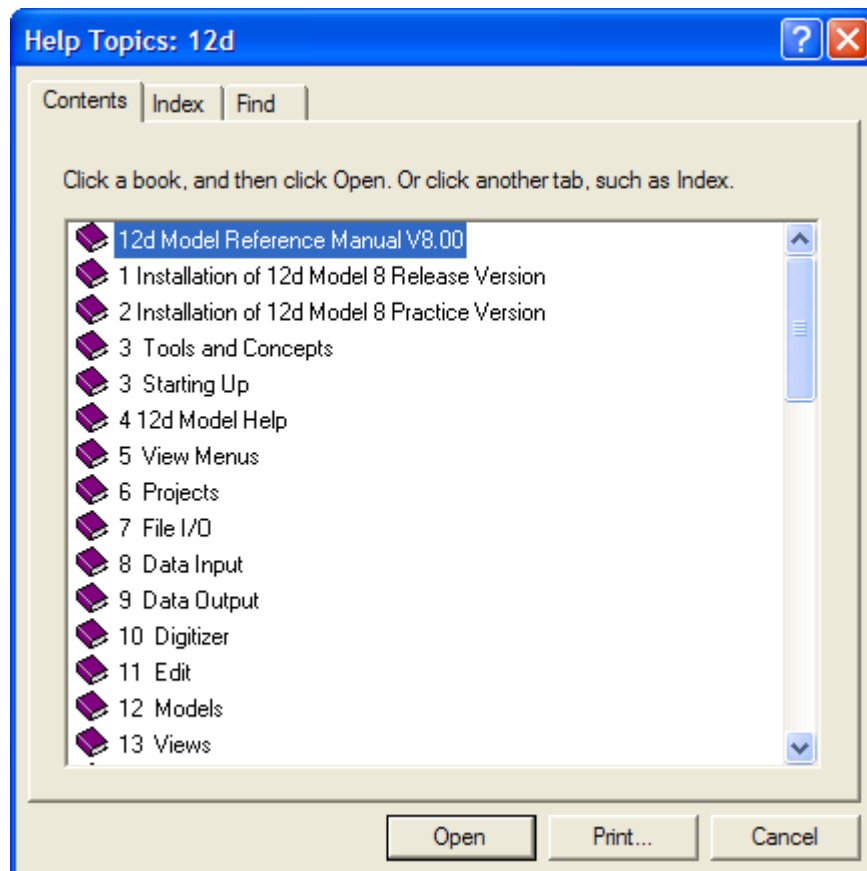 Help Topics: 12d
Contents Index Find
Click a book, and then click Open. Or click another tab, such as Index.
12d Model Reference Manual V8.00
1 Installation of 12d Model 8 Release Version
2 Installation of 12d Model 8 Practice Version
3 Tools and Concepts
3 Starting Up
4 12d Model Help
5 View Menus
6 Projects
7 File I/O
8 Data Input
9 Data Output
10 Digitizer
11 Edit
12 Models
13 Views
Open Print... Cancel